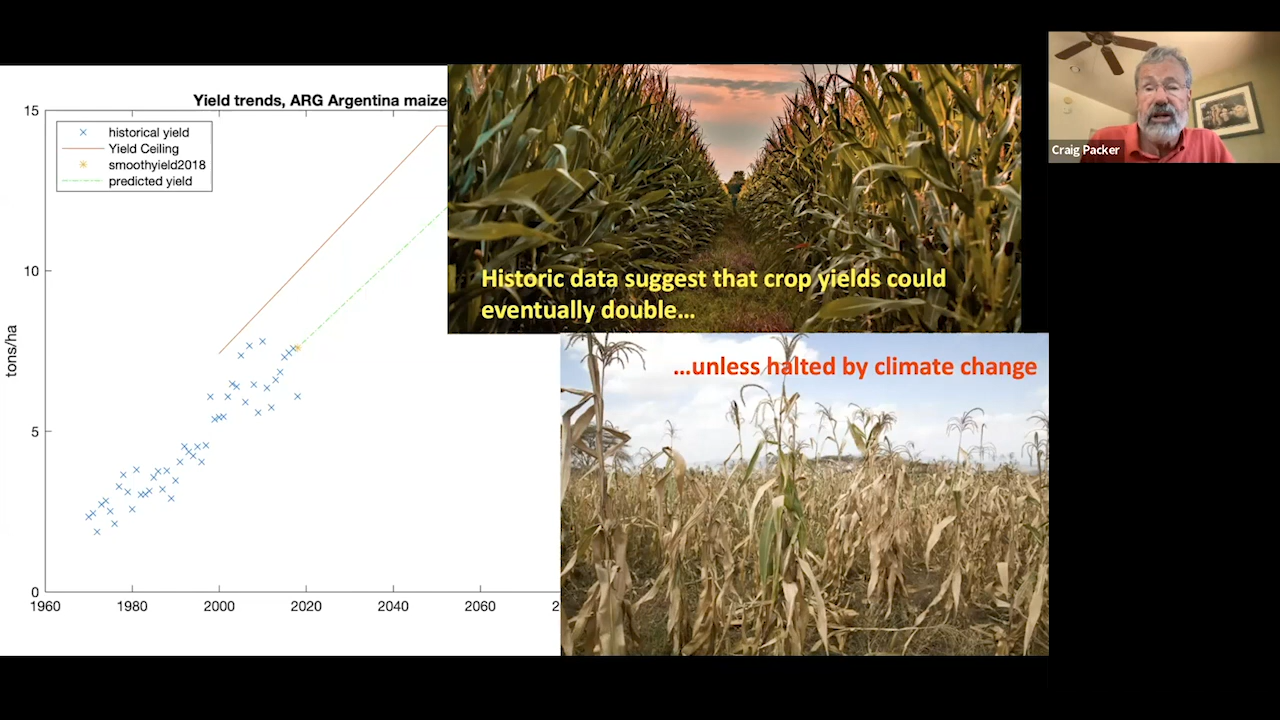 Yield trends, ARG Argentina maize
15
10
5
0
tons/ha
historical yield
Yield Ceiling
smoothyield2018
predicted yield
1960 1980 2000 2020 2040 2060 2
Historic data suggest that crop yields could
eventually double...
...unless halted by climate change
Craig Packer